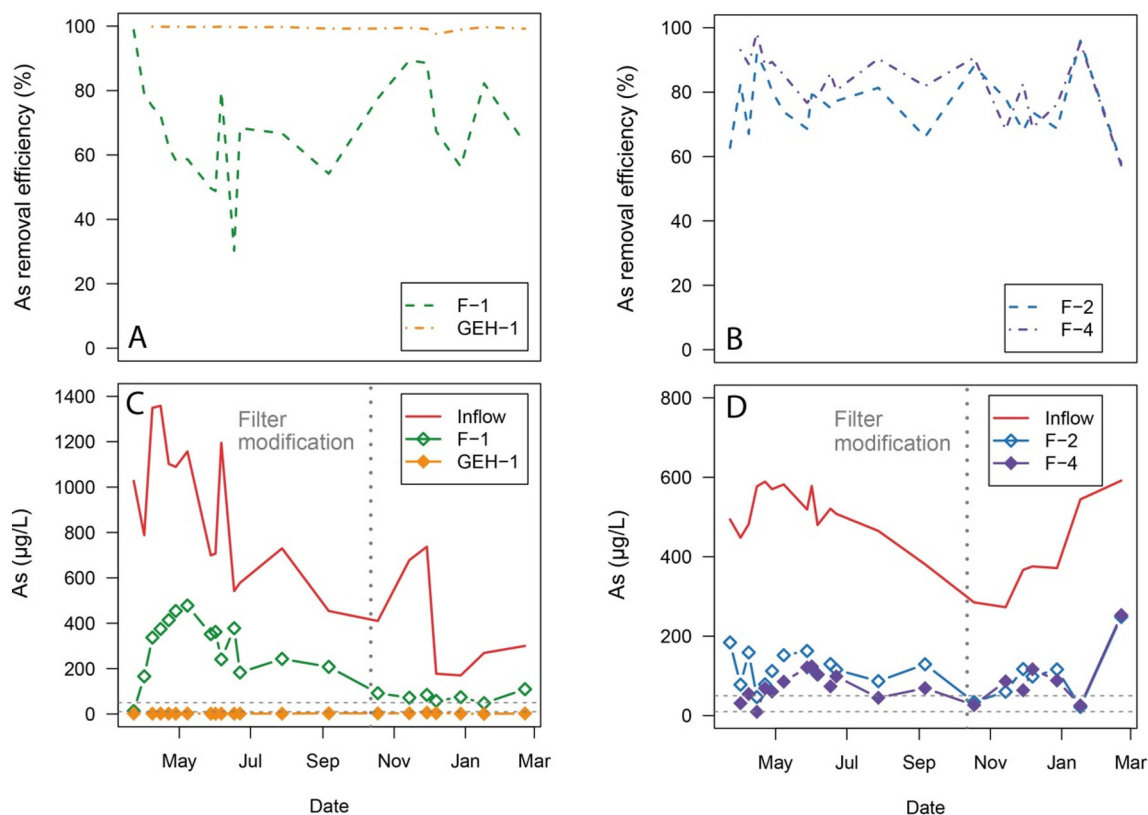 As removal efficiency (%)
100
80
60
40
20
0
A
F−1
GEH−1
As removal efficiency (%)
100
80
60
40
20
0
B
F−2
F−4
As (µg/L)
1400
1200
1000
800
600
400
200
0
C
Filter
modification
Inflow
F−1
GEH−1
May
Jul
Sep
Nov
Jan
Mar
Date
As (µg/L)
800
600
400
200
0
D
Filter
modification
Inflow
F−2
F−4
May
Jul
Sep
Nov
Jan
Mar
Date